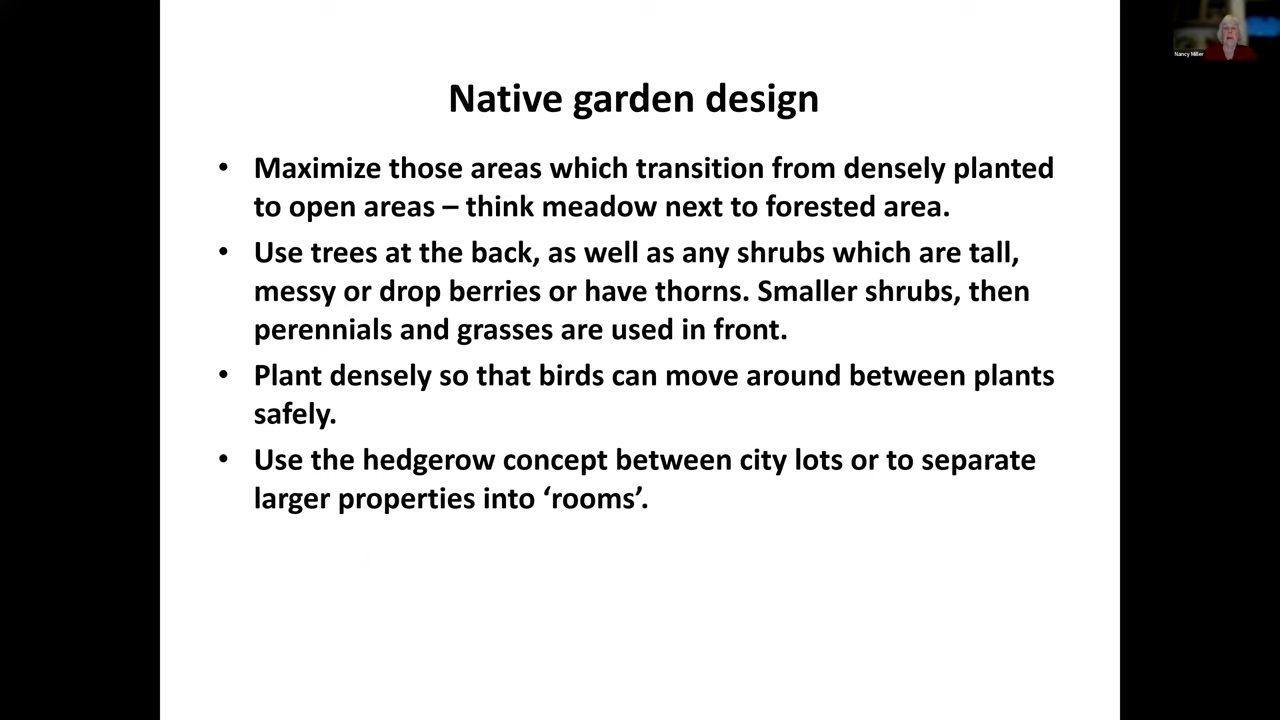 Native garden design
• Maximize those areas which transition from densely planted
to open areas – think meadow next to forested area.
• Use trees at the back, as well as any shrubs which are tall,
messy or drop berries or have thorns. Smaller shrubs, then
perennials and grasses are used in front.
• Plant densely so that birds can move around between plants
safely.
• Use the hedgerow concept between city lots or to separate
larger properties into ‘rooms’.
Nancy Miller